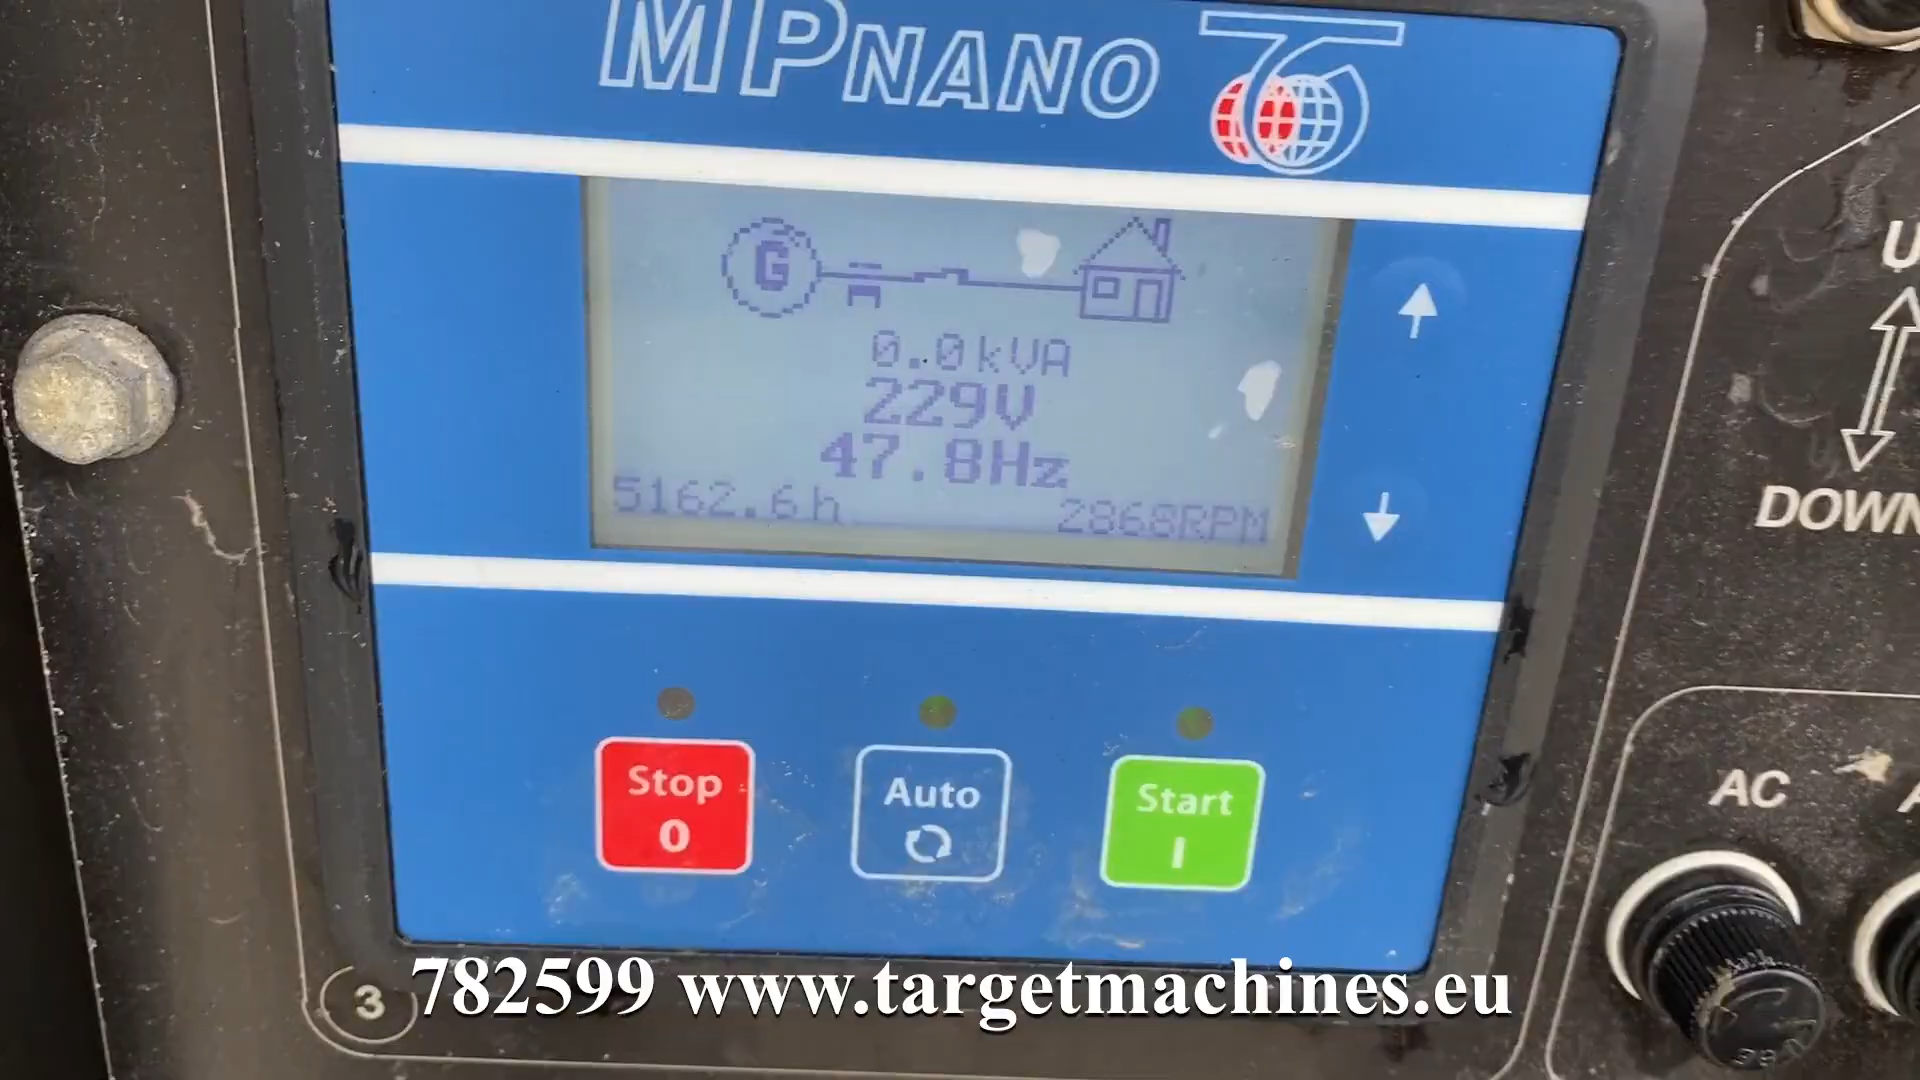 MPNANO
G
0.0kVA
229V
47.8Hz
5162.6h 2868RPM
DOWN
Stop
0
Auto
Start
I
AC
3
782599 www.targetmachines.eu